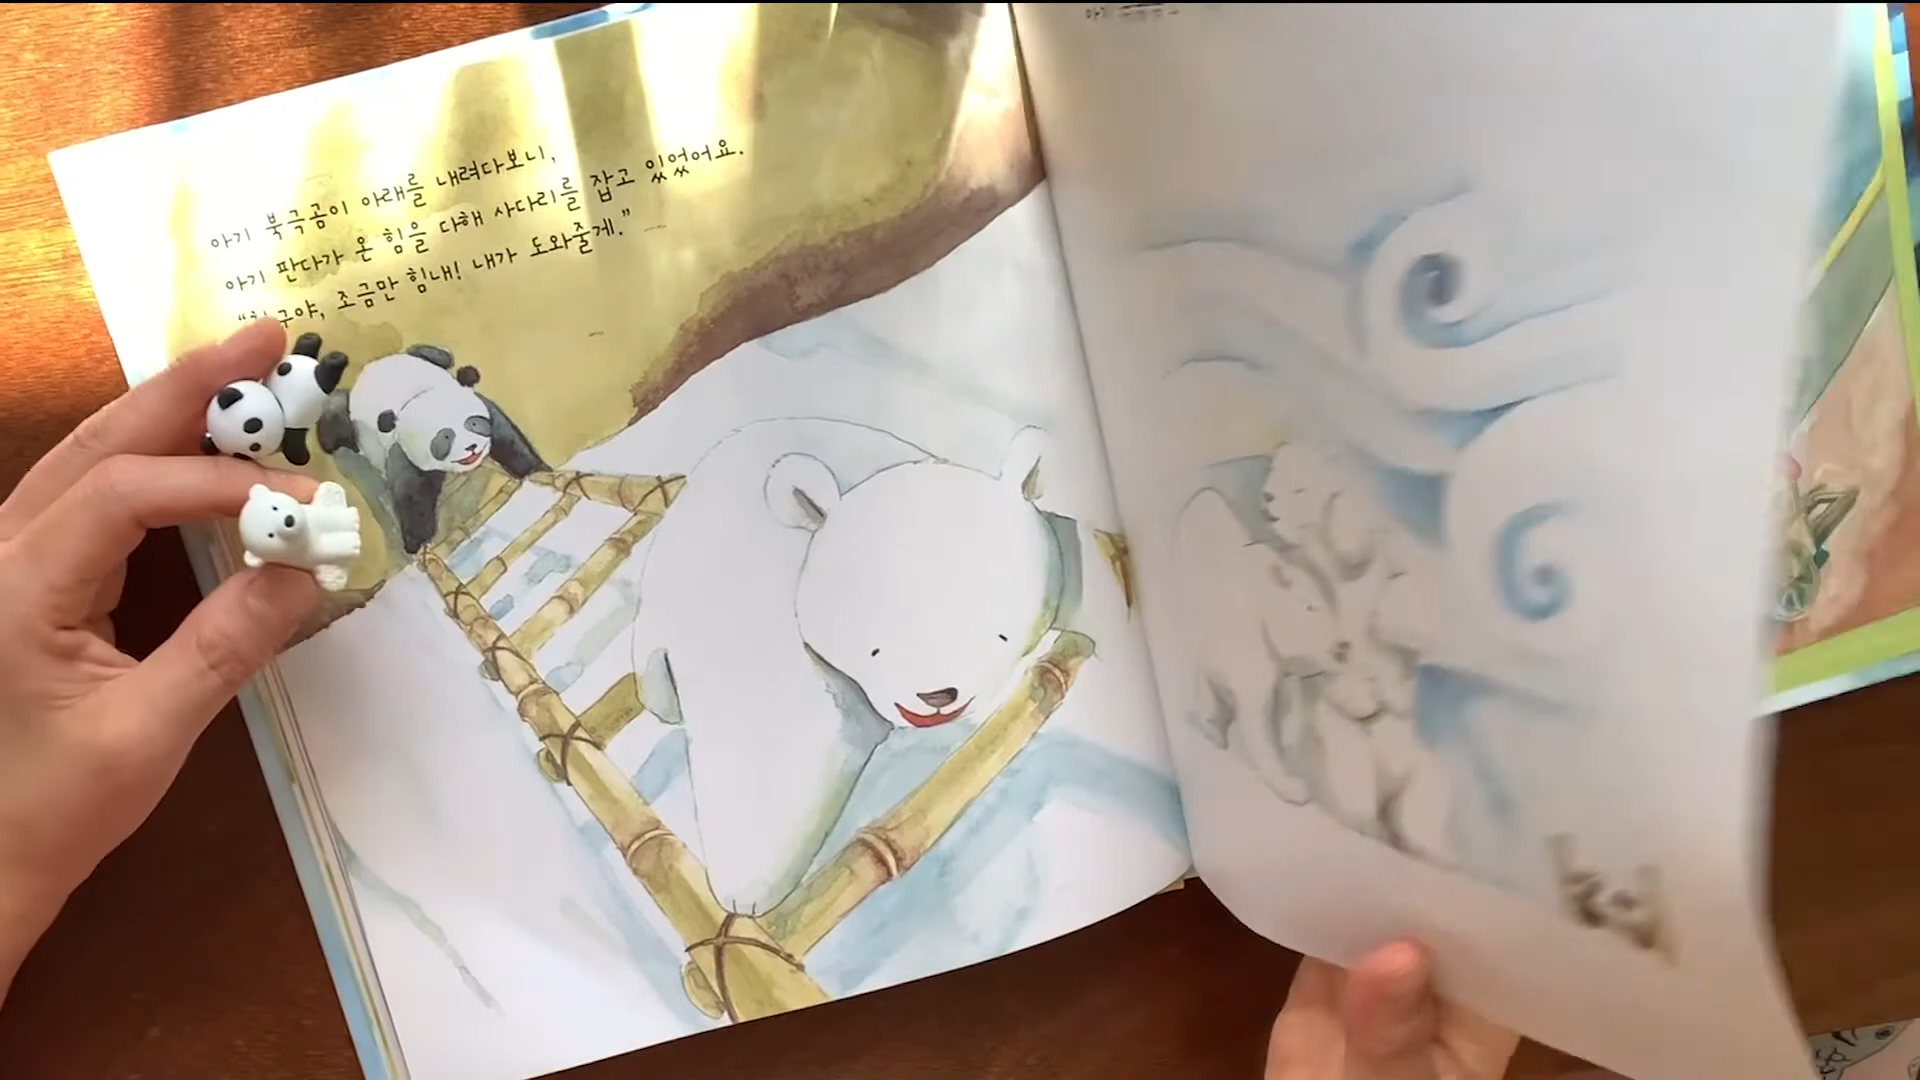 아기 북극곰이 아래를 내려다보니,
아기 판다가 온 힘을 다해 사다리를 잡고 있었어요.
조금만 힘내! 내가 도와줄게.”
아기